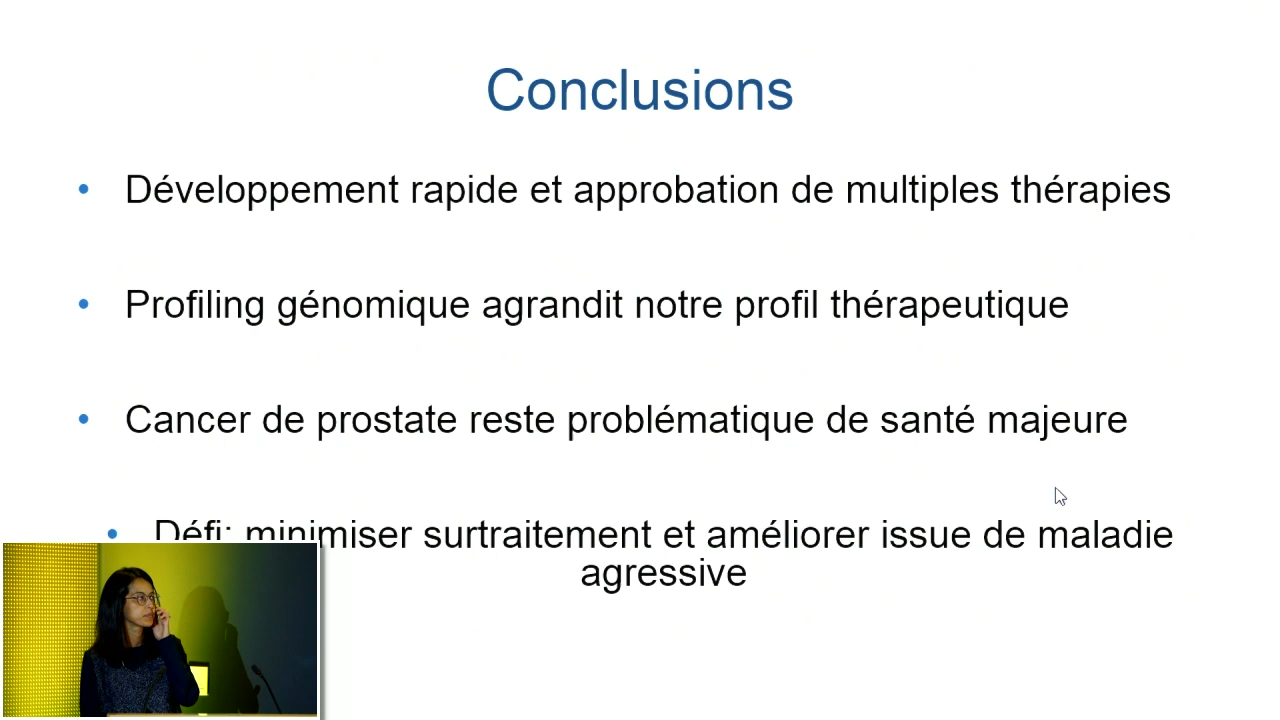 Conclusions
• Développement rapide et approbation de multiples thérapies
• Profiling génomique agrandit notre profil thérapeutique
• Cancer de prostate reste problématique de santé majeure
• Défi: minimiser surtraitement et améliorer issue de maladie
agressive